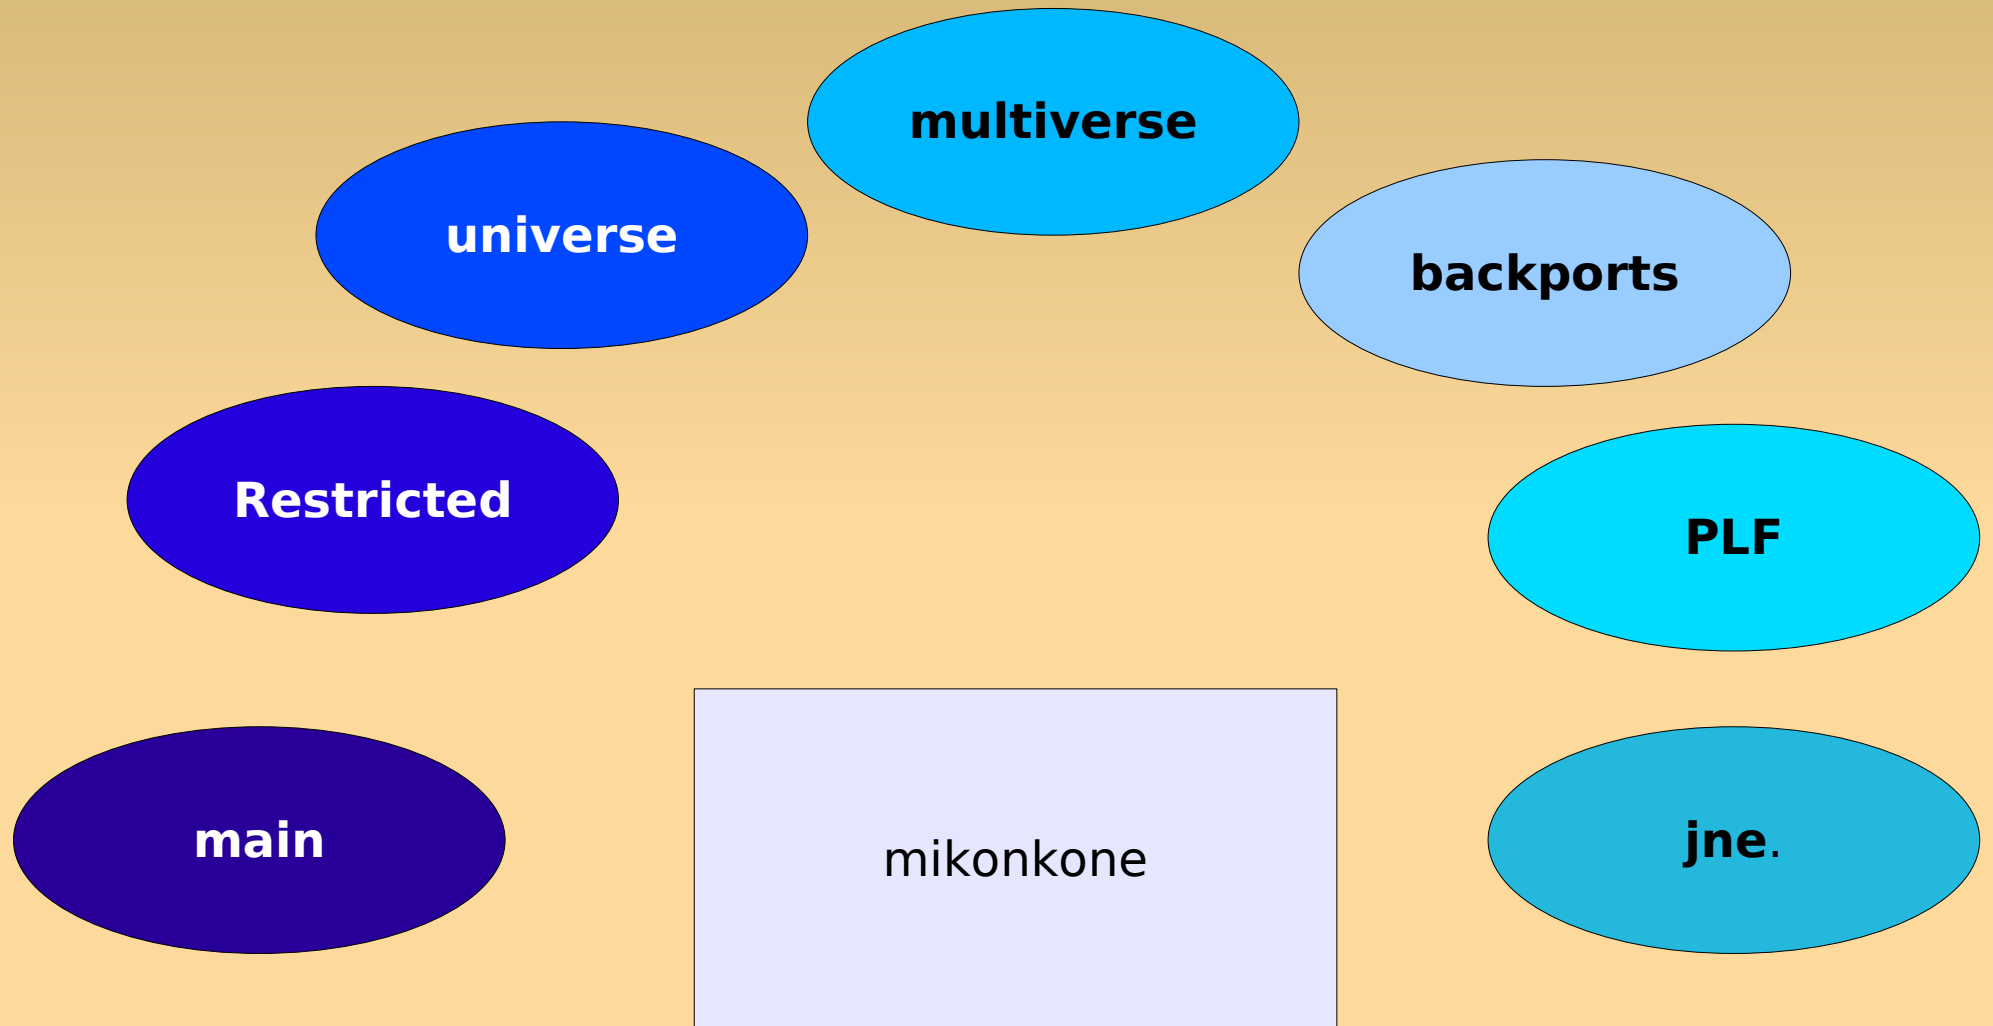 multiverse
universe
backports
Restricted
PLF
main
mikonkone
jne.